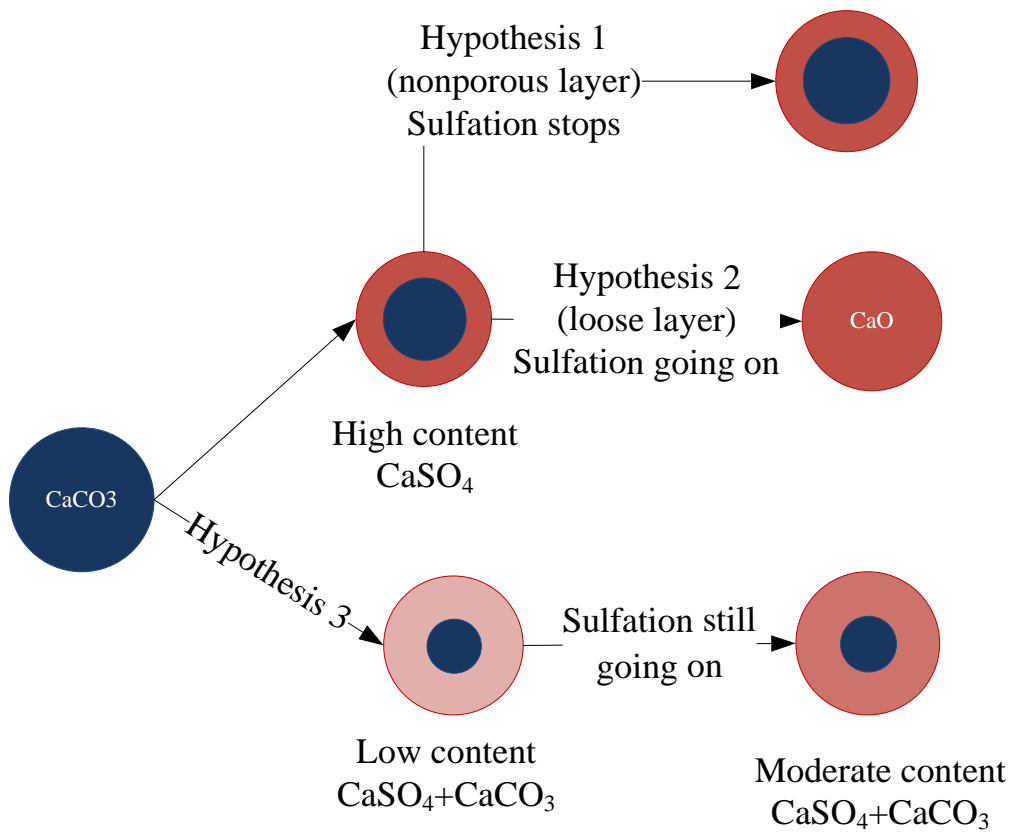 Hypothesis 1
(nonporous layer)
Sulfation stops
Hypothesis 2
(loose layer)
Sulfation going on
CaO
High content
CaSO₄
CaCO3
Hypothesis 3
Sulfation still
going on
Low content
CaSO₄+CaCO₃
Moderate content
CaSO₄+CaCO₃